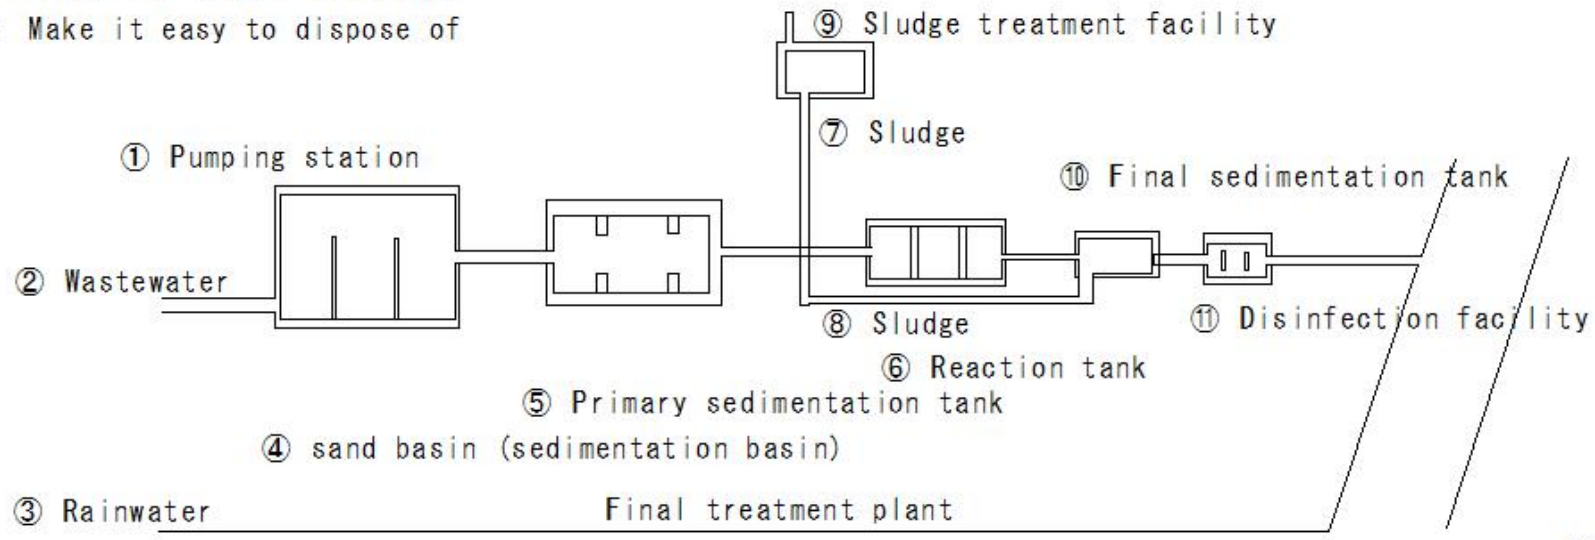 Make it easy to dispose of
⑨ Sludge treatment facility
⑦ Sludge
① Pumping station
⑩ Final sedimentation tank
② Wastewater
⑧ Sludge
⑪ Disinfection facility
⑥ Reaction tank
⑤ Primary sedimentation tank
④ sand basin (sedimentation basin)
③ Rainwater
Final treatment plant